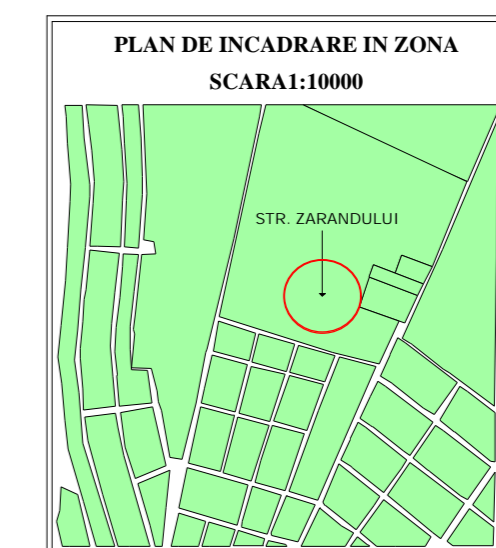 PLAN DE INCADRARE IN ZONA
SCARA1:10000
STR. ZARANDULUI